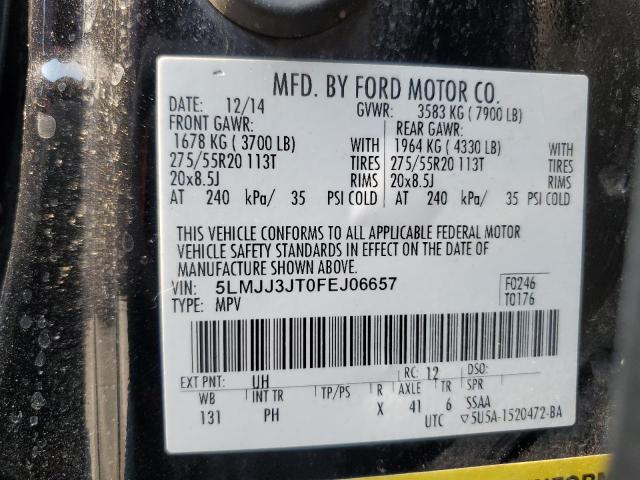 MFD. BY FORD MOTOR CO.
DATE: 12/14 GVWR: 3583 KG ( 7900 LB)
FRONT GAWR: REAR GAWR:
1678 KG ( 3700 LB) WITH 1964 KG ( 4330 LB) WITH
275/55R20 113T TIRES 275/55R20 113T TIRES
20x8.5J RIMS 20x8.5J RIMS
AT 240 kPa/ 35 PSI COLD AT 240 kPa/ 35 PSI COLD
THIS VEHICLE CONFORMS TO ALL APPLICABLE FEDERAL MOTOR
VEHICLE SAFETY STANDARDS IN EFFECT ON THE DATE OF
MANUFACTURE SHOWN ABOVE.
VIN: 5LMJJ3JT0FEJ06657 F0246
TYPE: MPV T0176
EXT PNT: UH RC: 12 DSO:
WB INT TR TP/PS R AXLE TR SPR
131 PH X 41 6 SSAA
UTC ▽5U5A-1520472-BA